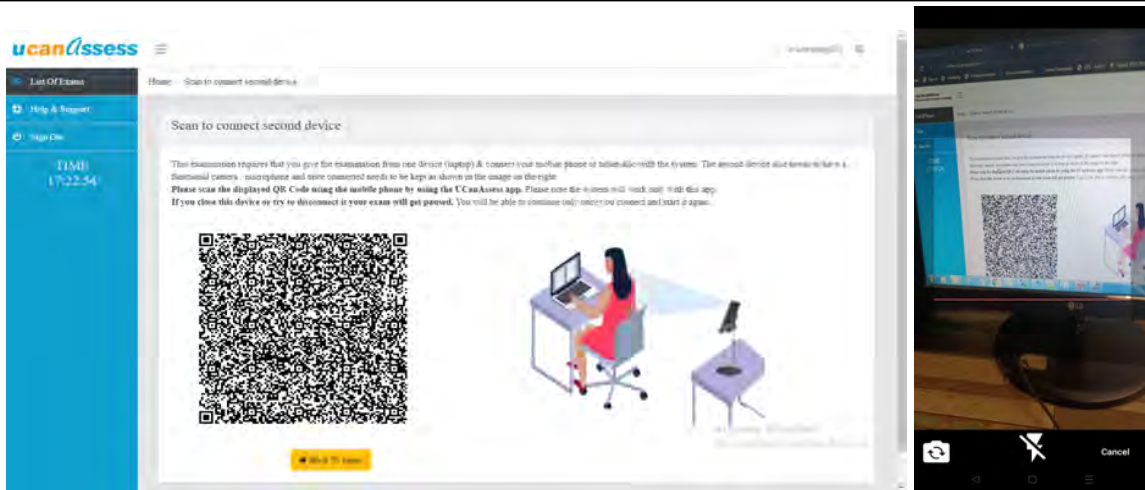 ucanAssess
List Of Exams
Help & Support
Sign Out
TIME
17:22:54
Home Scan to connect second device
Scan to connect second device
This examination requires that you give the examination from one device (laptop) & connect your mobile phone or tablet also with the system. The second device also needs to have a
functional camera microphone and once connected needs to be kept as shown in the image on the right
Please scan the displayed QR Code using the mobile phone by using the UCanAssess app. Please note the system will work only with this app.
If you close this device or try to disconnect it your exam will get paused. You will be able to continue only once you connect and start it again.
Back To
LG
Cancel